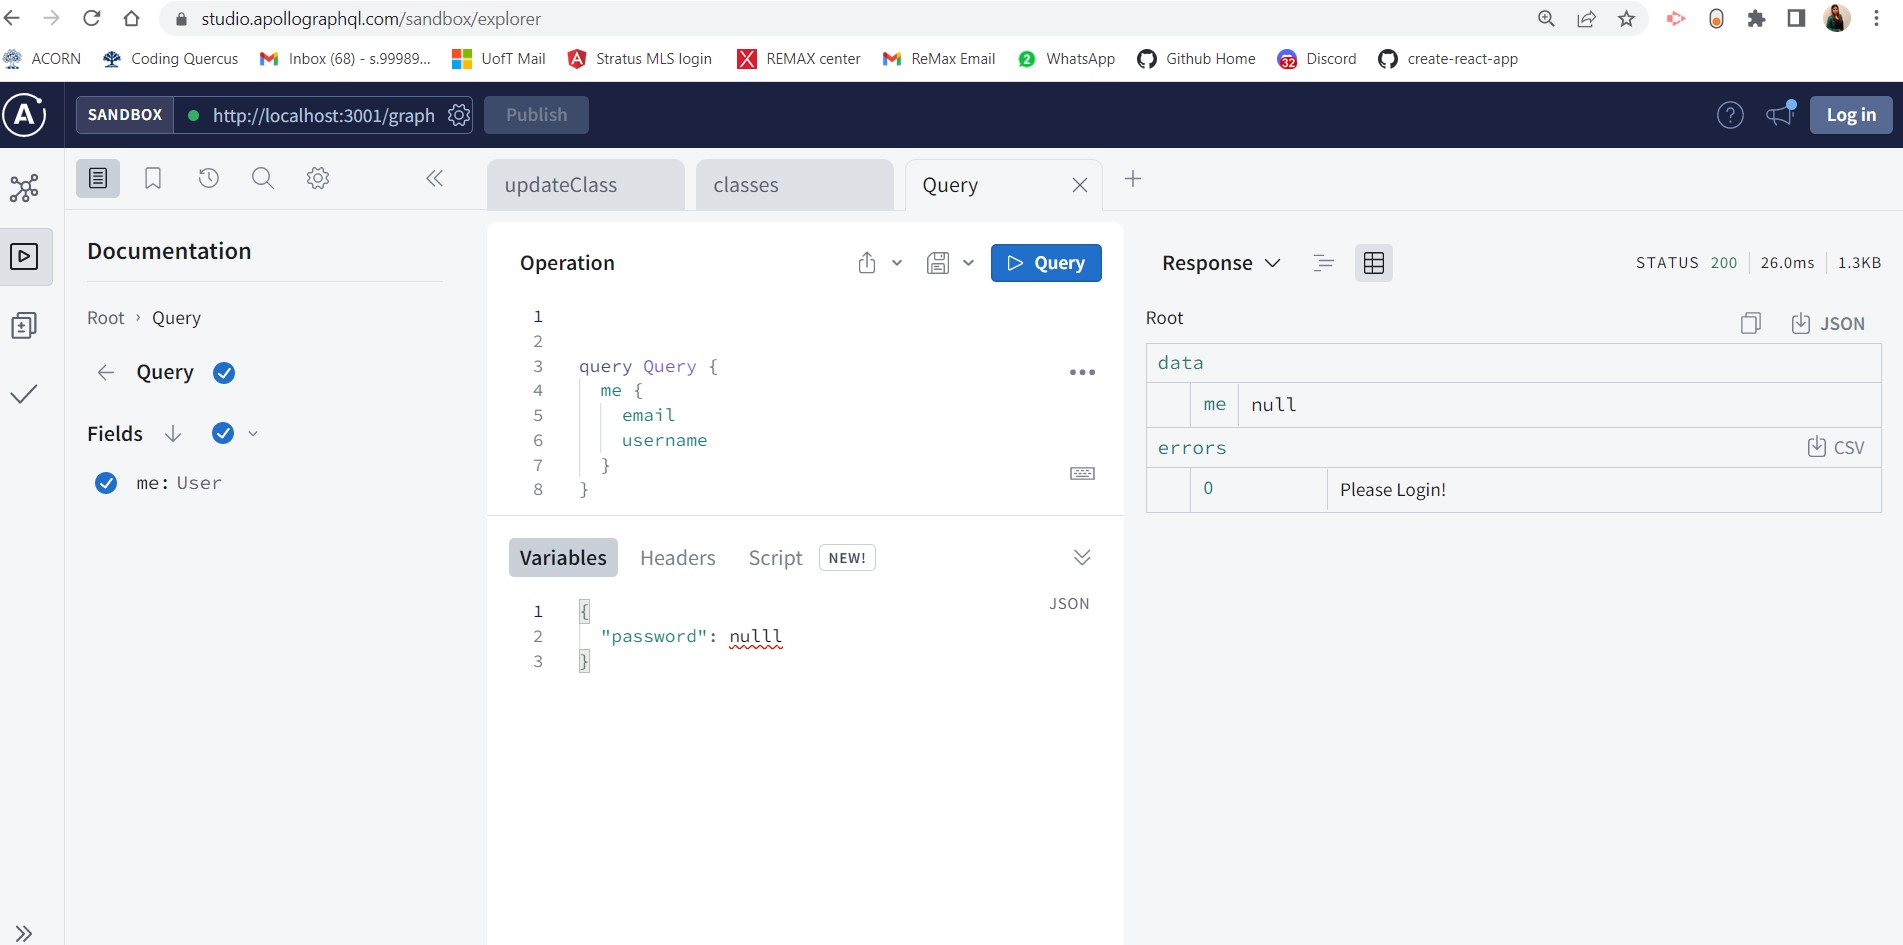 studio.apollographql.com/sandbox/explorer
ACORN Coding Quercus Inbox (68) - s.99989... UofT Mail Stratus MLS login REMAX center ReMax Email 2 WhatsApp Github Home 32 Discord create-react-app
A SANDBOX http://localhost:3001/graph Publish ? Log in
updateClass classes Query
Documentation
Root › Query
Query
Fields
me: User
Operation Query
1
2
3 query Query {
4 me {
5 email
6 username
7 }
8 }
Variables Headers Script NEW!
JSON
1 {
2 "password": nulll
3 }
Response STATUS 200 26.0ms 1.3KB
Root JSON
data
me null
errors CSV
0 Please Login!